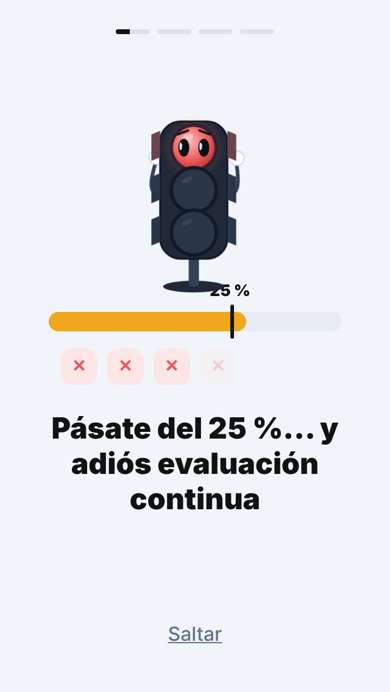 25 %
✕ ✕ ✕ ✕
Pásate del 25 %... y
adiós evaluación
continua
Saltar